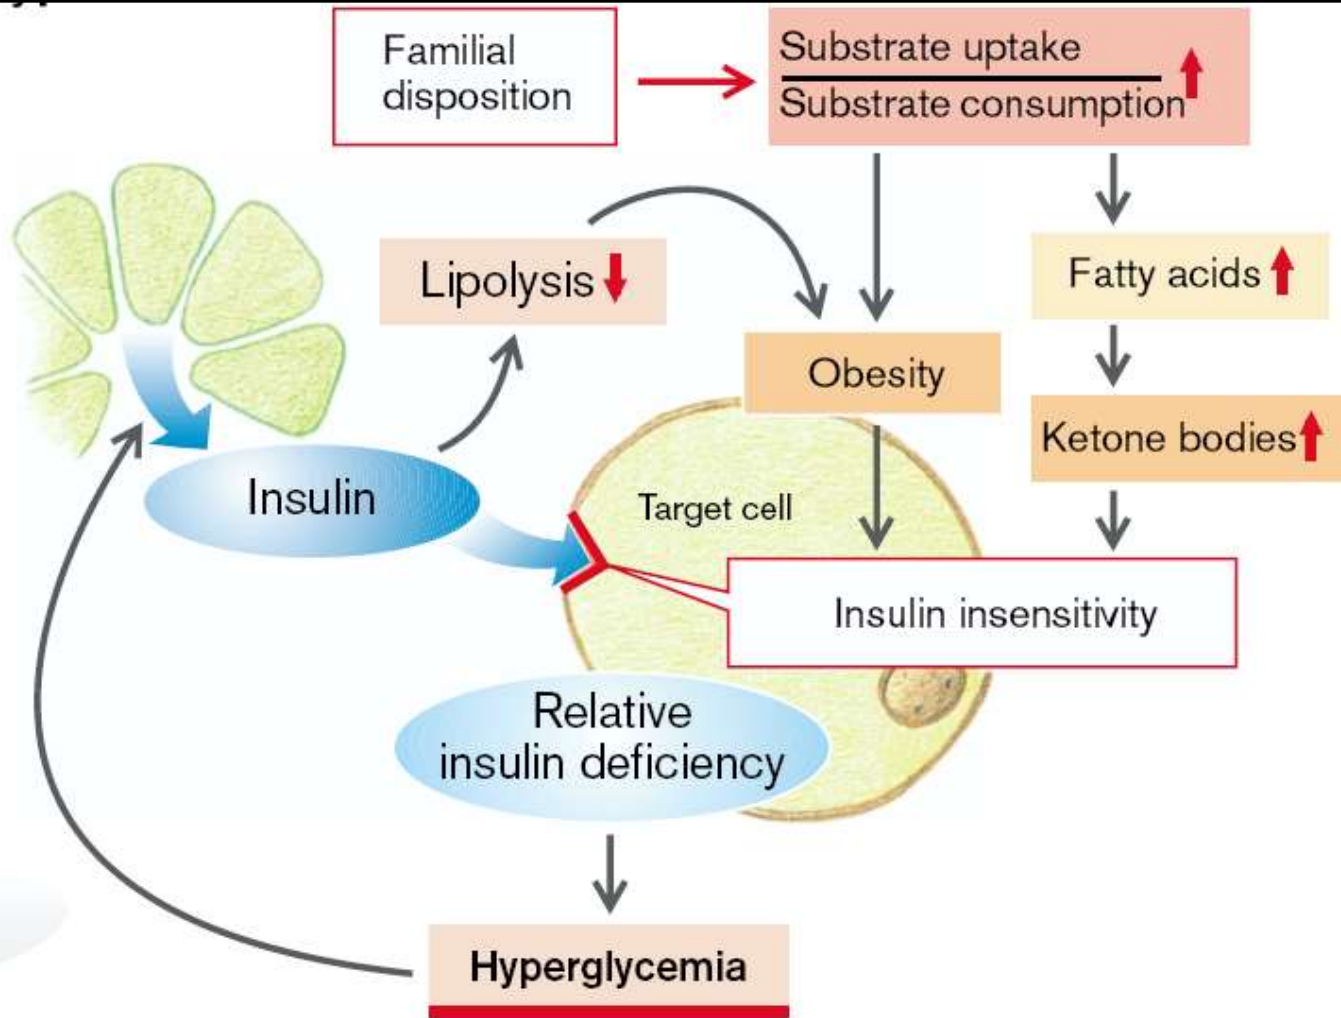 Familial
disposition
Substrate uptake
Substrate consumption
Lipolysis
Fatty acids
Obesity
Ketone bodies
Insulin
Target cell
Insulin insensitivity
Relative
insulin deficiency
Hyperglycemia